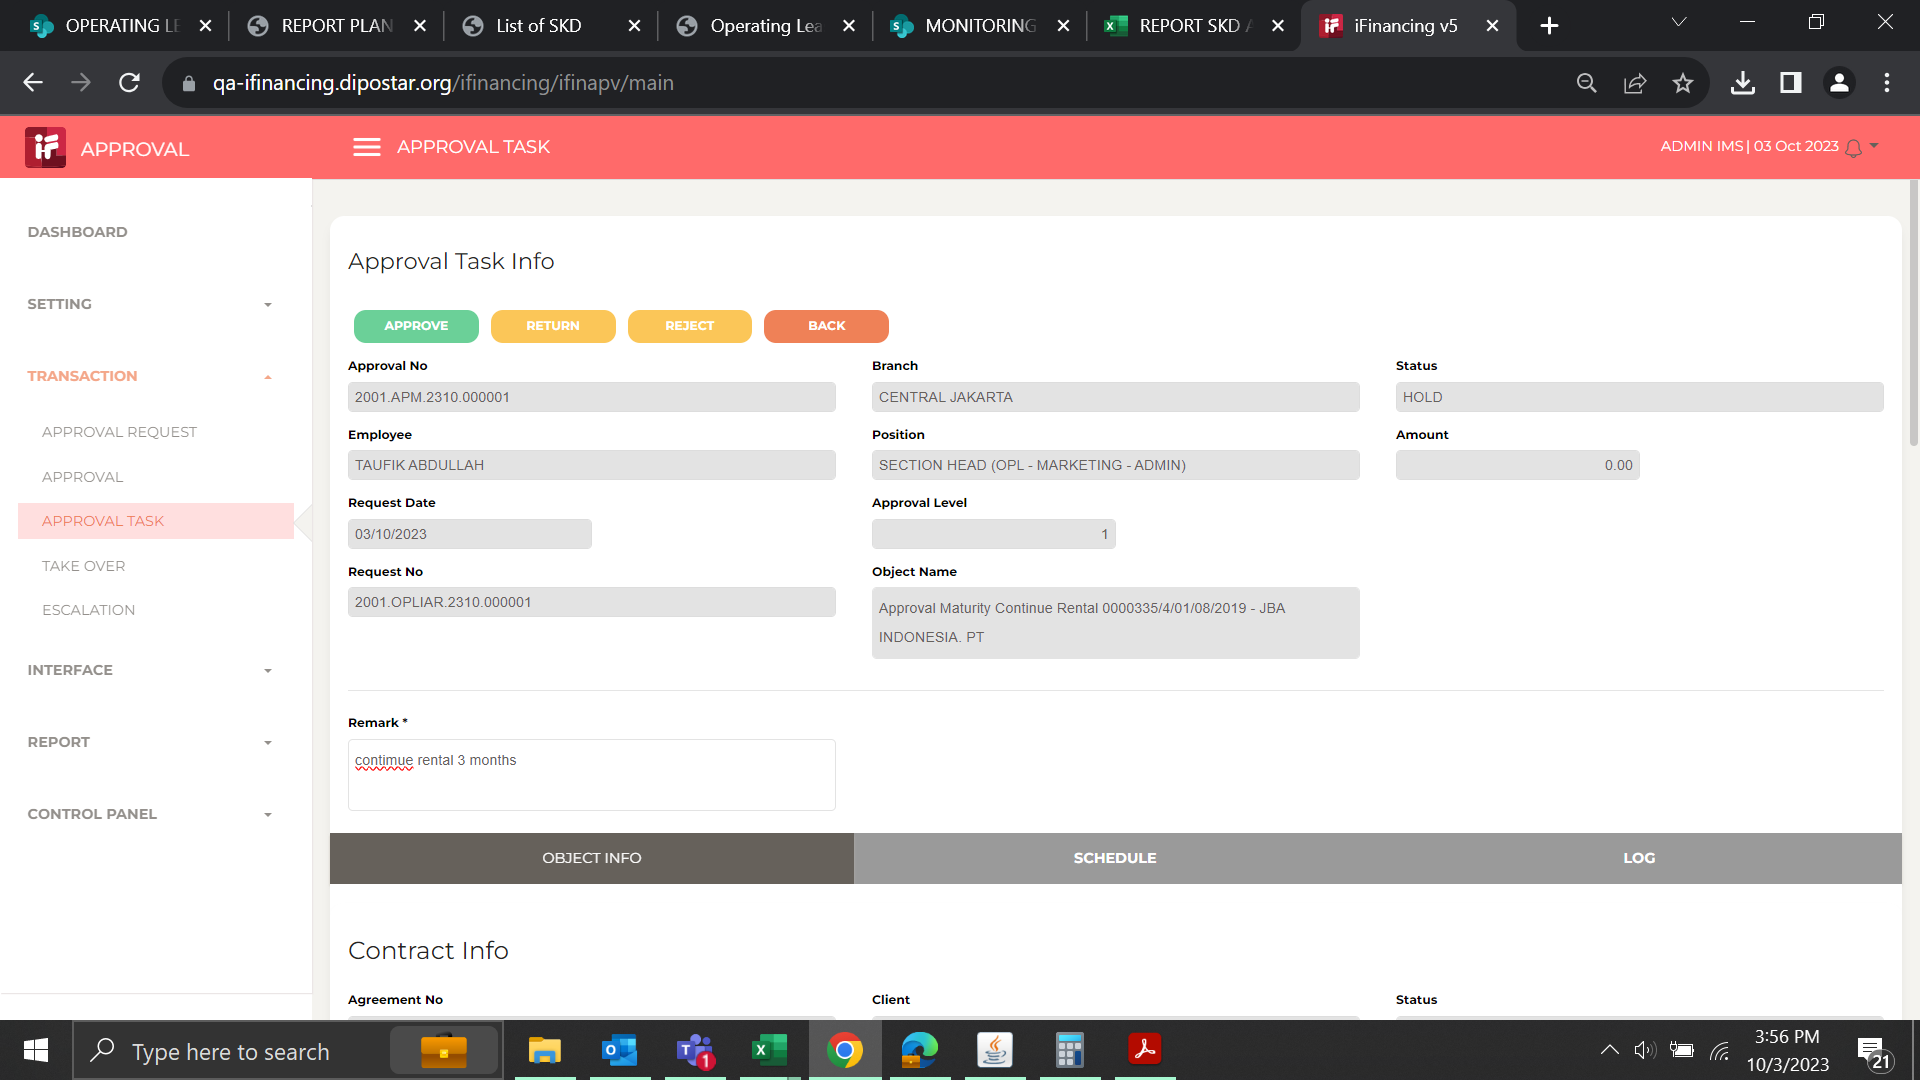 OPERATING LE
REPORT PLAN
List of SKD
Operating Lea
MONITORING
REPORT SKD A
iFinancing v5
qa-ifinancing.dipostar.org/ifinancing/ifinapv/main
iF APPROVAL
APPROVAL TASK
ADMIN IMS | 03 Oct 2023
DASHBOARD
SETTING
TRANSACTION
APPROVAL REQUEST
APPROVAL
APPROVAL TASK
TAKE OVER
ESCALATION
INTERFACE
REPORT
CONTROL PANEL
Approval Task Info
APPROVE RETURN REJECT BACK
Approval No Branch Status
2001.APM.2310.000001 CENTRAL JAKARTA HOLD
Employee Position Amount
TAUFIK ABDULLAH SECTION HEAD (OPL - MARKETING - ADMIN) 0.00
Request Date Approval Level
03/10/2023 1
Request No Object Name
2001.OPLIAR.2310.000001 Approval Maturity Continue Rental 0000335/4/01/08/2019 - JBA
INDONESIA. PT
Remark *
contimue rental 3 months
OBJECT INFO SCHEDULE LOG
Contract Info
Agreement No Client Status
Type here to search
1
3:56 PM
10/3/2023
21